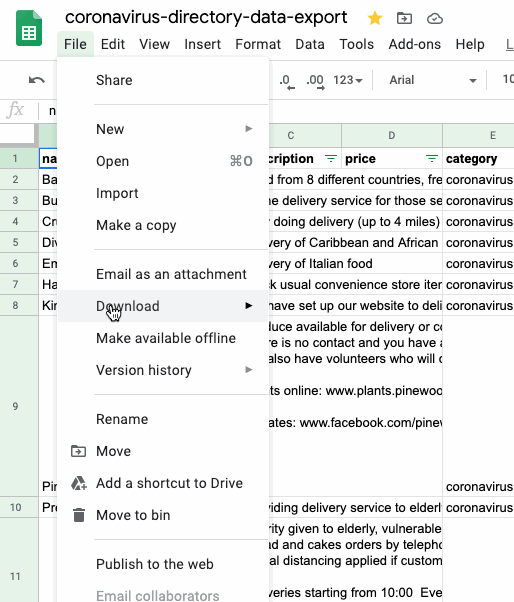 coronavirus-directory-data-export
File Edit View Insert Format Data Tools Add-ons Help
.0 .00 123 Arial 10
fx n
C D E
1 na cription price category
2 Ba d from 8 different countries, fre coronavirus
3 Bu ne delivery service for those se coronavirus
4 Cru r doing delivery (up to 4 miles) coronavirus
5 Div very of Caribbean and African coronavirus
6 Em very of Italian food coronavirus
7 Ha k usual convenience store iter coronavirus
8 Kir have set up our website to deli coronavirus
Share
New
Open ⌘O
Import
Make a copy
Email as an attachment
Download
Make available offline
Version history
Rename
Move
Add a shortcut to Drive
Move to bin
Publish to the web
Email collaborators
duce available for delivery or co
re is no contact and you have a
also have volunteers who will d
ts online: www.plants.pinewoo
ates: www.facebook.com/pinew
9 Pir coronavirus
10 Pre viding delivery service to elderl coronavirus
rity given to elderly, vulnerable
ad and cakes orders by telepho
al distancing applied if custom
11
veries starting from 10:00 Eve